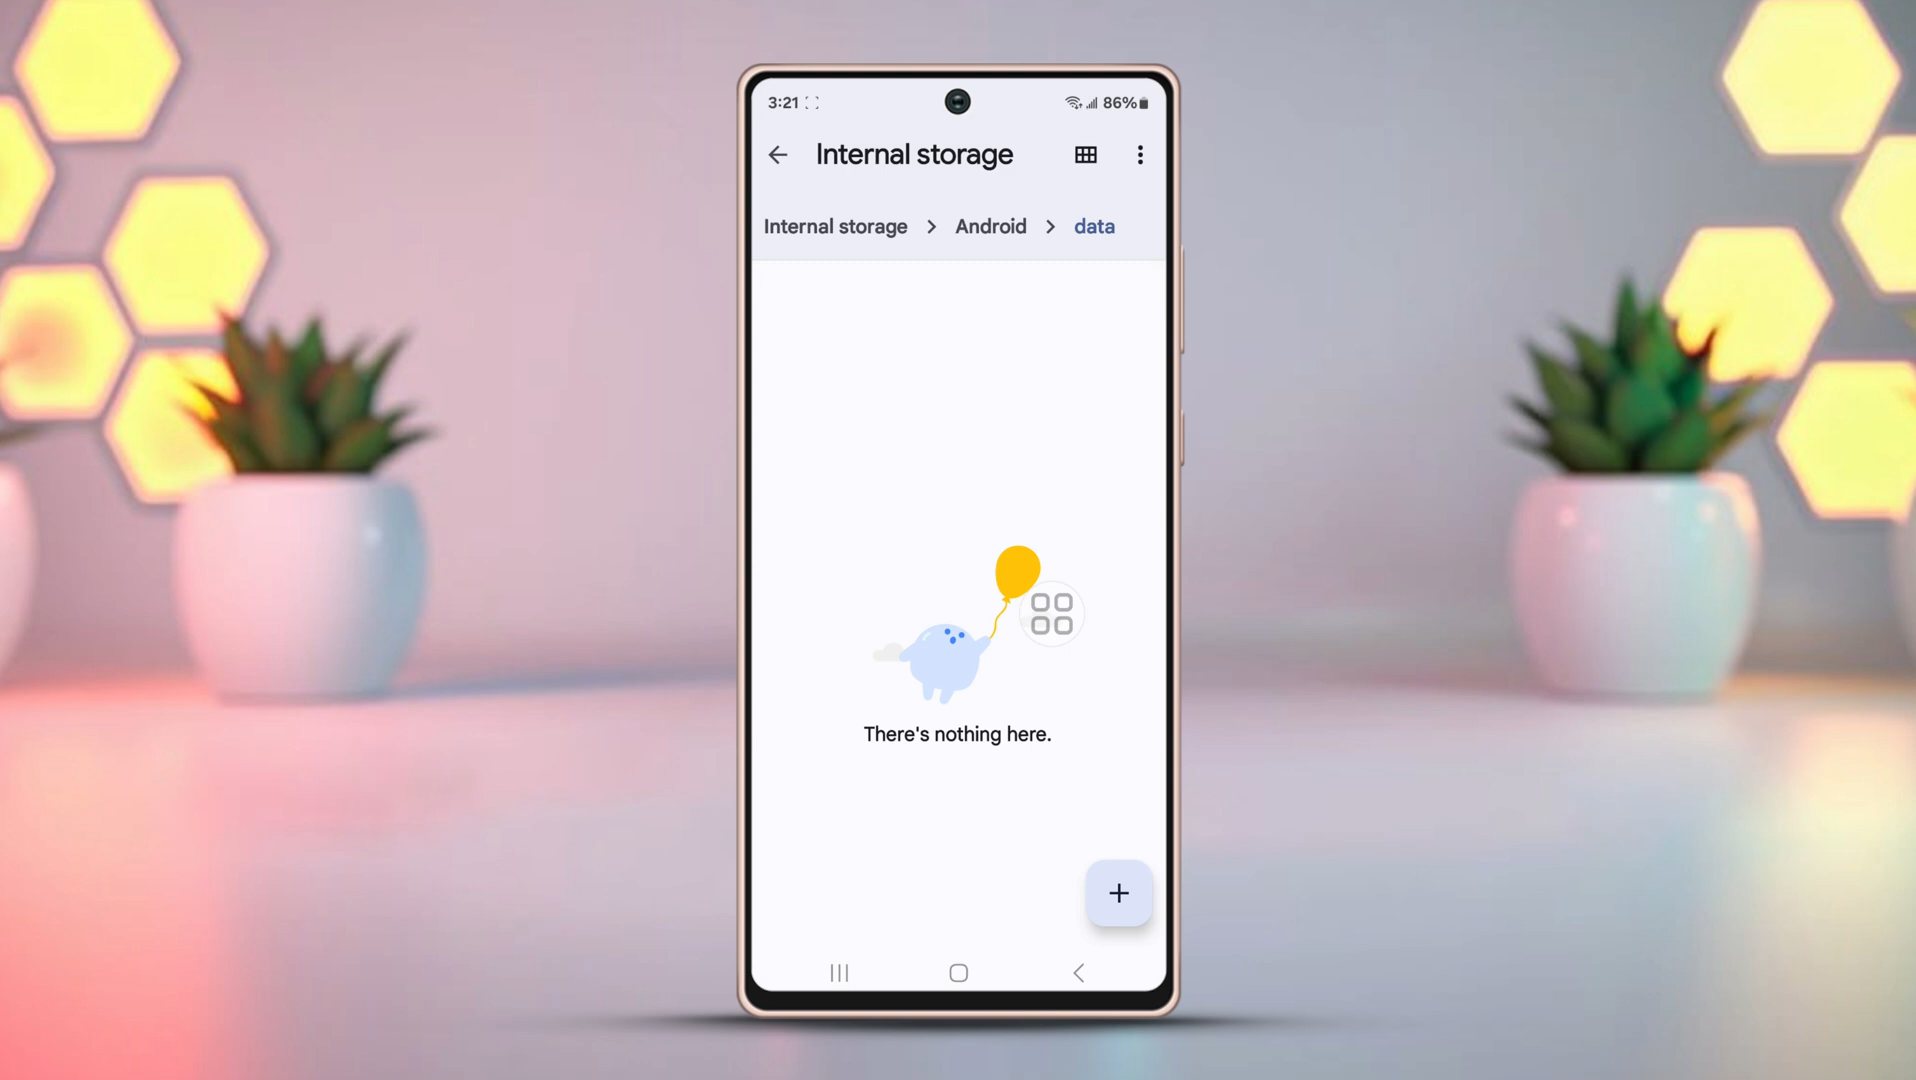 3:21 86%
Internal storage
Internal storage > Android > data
There's nothing here.